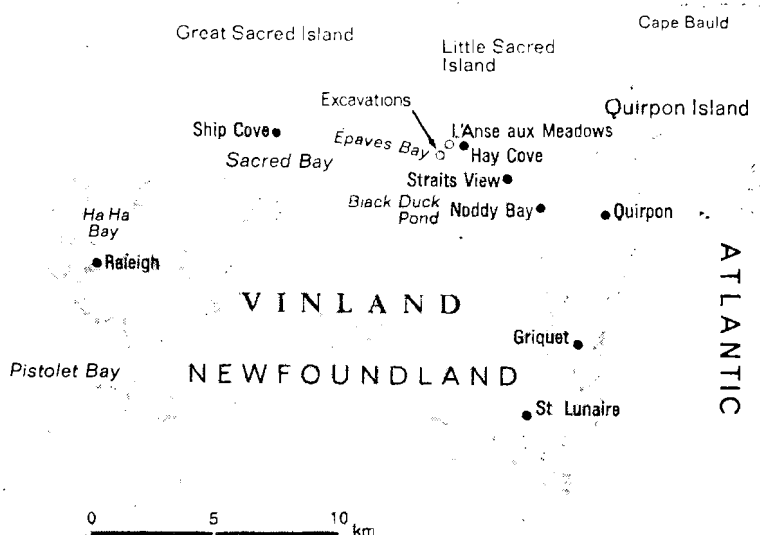 Cape Bauld
Great Sacred Island
Little Sacred
Island
Excavations
Quirpon Island
Ship Cove
Épaves Bay
L'Anse aux Meadows
Sacred Bay
Hay Cove
Straits View
Black Duck
Pond
Noddy Bay
Quirpon
Ha Ha
Bay
Raleigh
VINLAND
ATLANTIC
Griquet
Pistolet Bay
NEWFOUNDLAND
St Lunaire
0 5 10
km